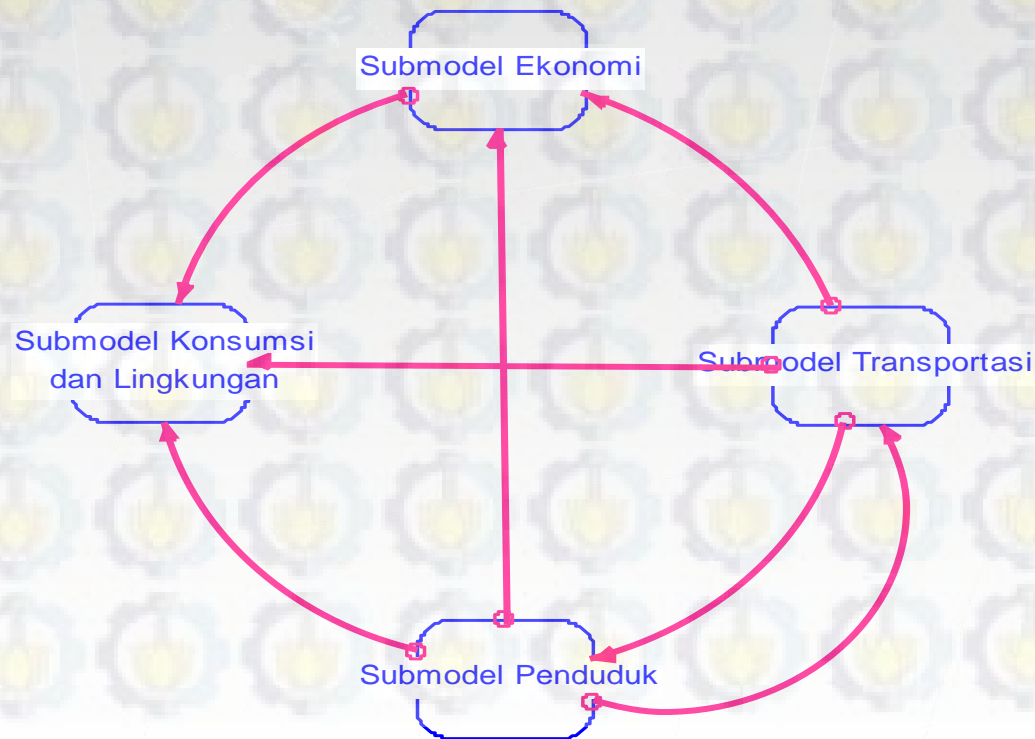 Submodel Ekonomi
Submodel Konsumsi
dan Lingkungan
Submodel Transportasi
Submodel Penduduk